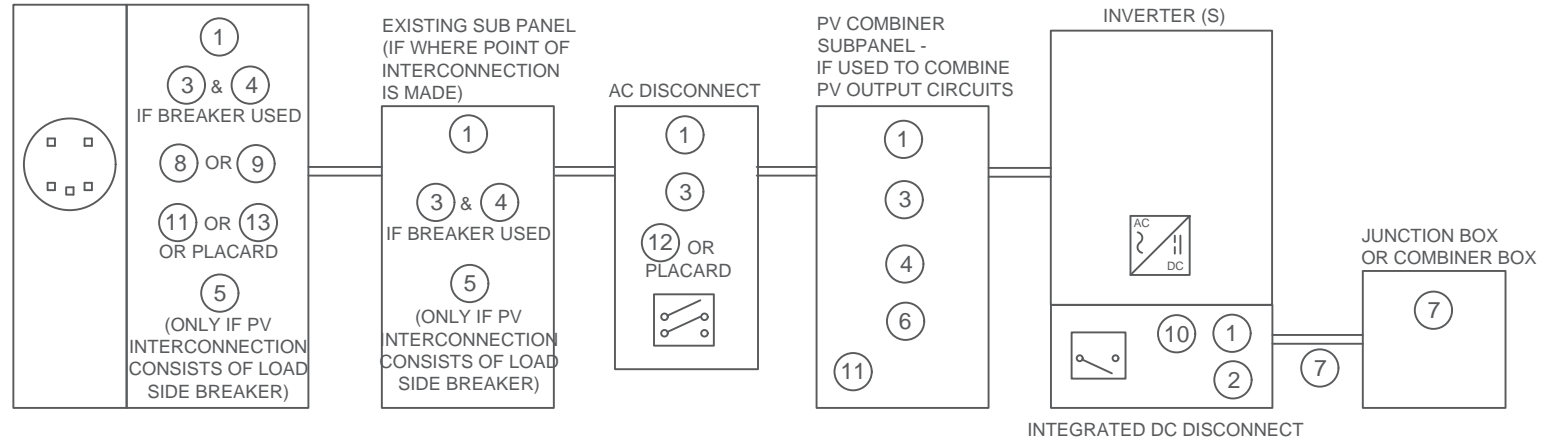 1
3 & 4
IF BREAKER USED
8 OR 9
11 OR 13
OR PLACARD
5
(ONLY IF PV
INTERCONNECTION
CONSISTS OF LOAD
SIDE BREAKER)
EXISTING SUB PANEL
(IF WHERE POINT OF
INTERCONNECTION
IS MADE)
1
3 & 4
IF BREAKER USED
5
(ONLY IF PV
INTERCONNECTION
CONSISTS OF LOAD
SIDE BREAKER)
AC DISCONNECT
1
3
12 OR
PLACARD
PV COMBINER
SUBPANEL -
IF USED TO COMBINE
PV OUTPUT CIRCUITS
1
3
4
6
11
INVERTER (S)
AC
DC
10 1
2
INTEGRATED DC DISCONNECT
7
JUNCTION BOX
OR COMBINER BOX
7